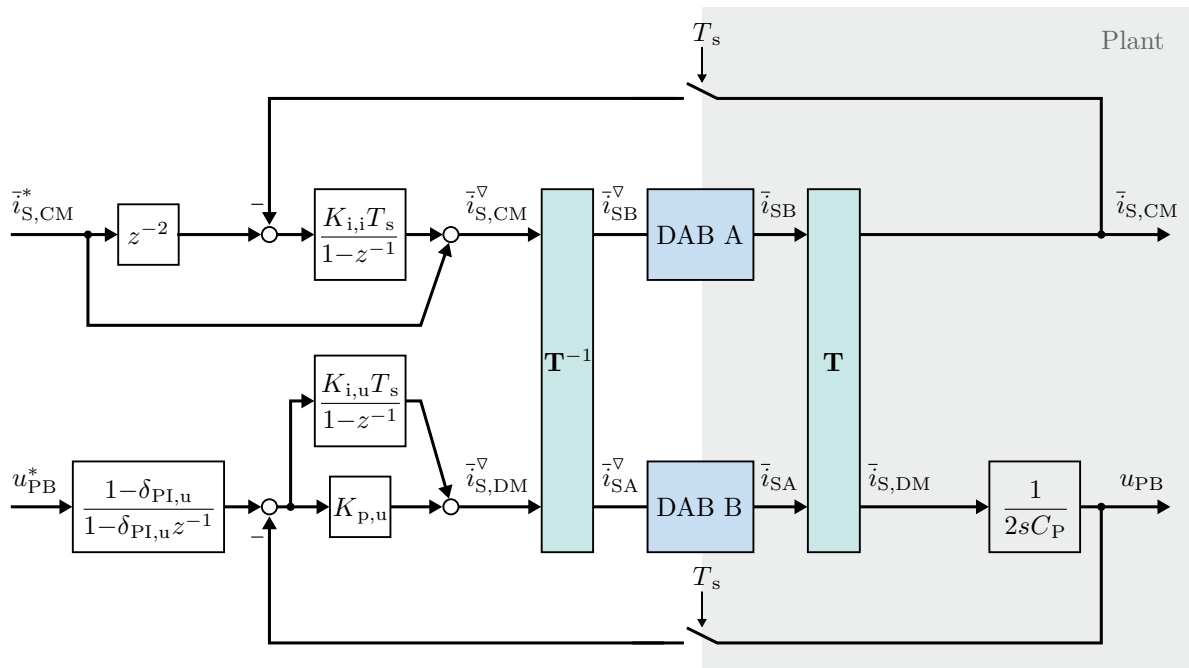 T_s
Plant
ī*_S,CM
z⁻²
–
K_i,i T_s
1–z⁻¹
ī▽_S,CM
ī▽_SB
DAB A
ī_SB
ī_S,CM
T⁻¹
T
K_i,u T_s
1–z⁻¹
u*_PB
1–δ_PI,u
1–δ_PI,u z⁻¹
–
K_p,u
ī▽_S,DM
ī▽_SA
DAB B
ī_SA
ī_S,DM
1
2sC_P
u_PB
T_s